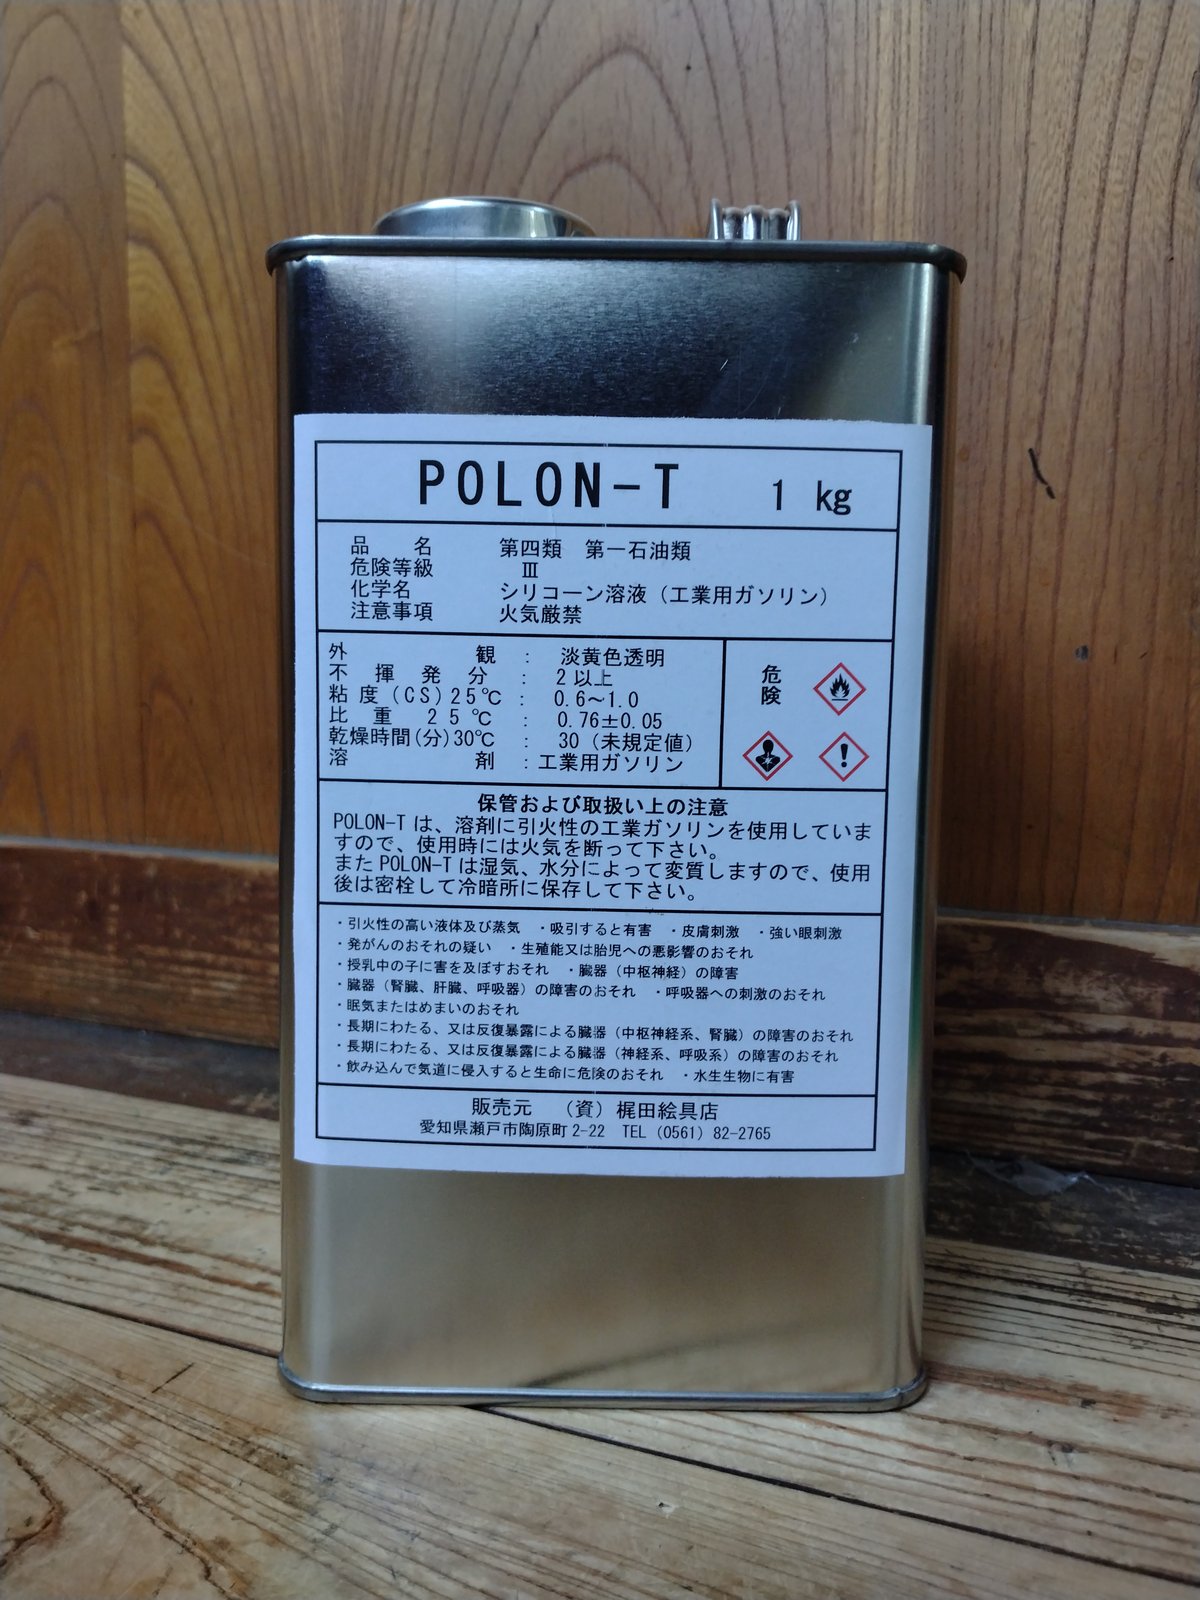 POLON-T 1 kg
品名 第四類 第一石油類
危険等級 Ⅲ
化学名 シリコーン溶液（工業用ガソリン）
注意事項 火気厳禁
外観 : 淡黄色透明
不揮発分 : 2以上
粘度(CS)25℃ : 0.6～1.0
比重 25℃ : 0.76±0.05
乾燥時間(分)30℃ : 30（未規定値）
溶剤 : 工業用ガソリン
危険
保管および取扱い上の注意
POLON-Tは、溶剤に引火性の工業ガソリンを使用していま
すので、使用時には火気を断って下さい。
またPOLON-Tは湿気、水分によって変質しますので、使用
後は密栓して冷暗所に保存して下さい。
・引火性の高い液体及び蒸気 ・吸引すると有害 ・皮膚刺激 ・強い眼刺激
・発がんのおそれの疑い ・生殖能又は胎児への悪影響のおそれ
・授乳中の子に害を及ぼすおそれ ・臓器（中枢神経）の障害
・臓器（腎臓、肝臓、呼吸器）の障害のおそれ ・呼吸器への刺激のおそれ
・眠気またはめまいのおそれ
・長期にわたる、又は反復暴露による臓器（中枢神経系、腎臓）の障害のおそれ
・長期にわたる、又は反復暴露による臓器（神経系、呼吸系）の障害のおそれ
・飲み込んで気道に侵入すると生命に危険のおそれ ・水生生物に有害
販売元 （資）梶田絵具店
愛知県瀬戸市陶原町2-22 TEL（0561）82-2765